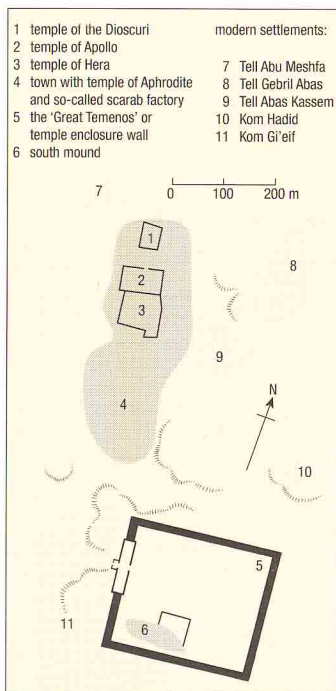 1 temple of the Dioscuri
2 temple of Apollo
3 temple of Hera
4 town with temple of Aphrodite
and so-called scarab factory
5 the 'Great Temenos' or
temple enclosure wall
6 south mound
modern settlements:
7 Tell Abu Meshfa
8 Tell Gebril Abas
9 Tell Abas Kassem
10 Kom Hadid
11 Kom Gi'eif
7
0 100 200 m
1
8
2
3
9
4
N
10
5
11
6